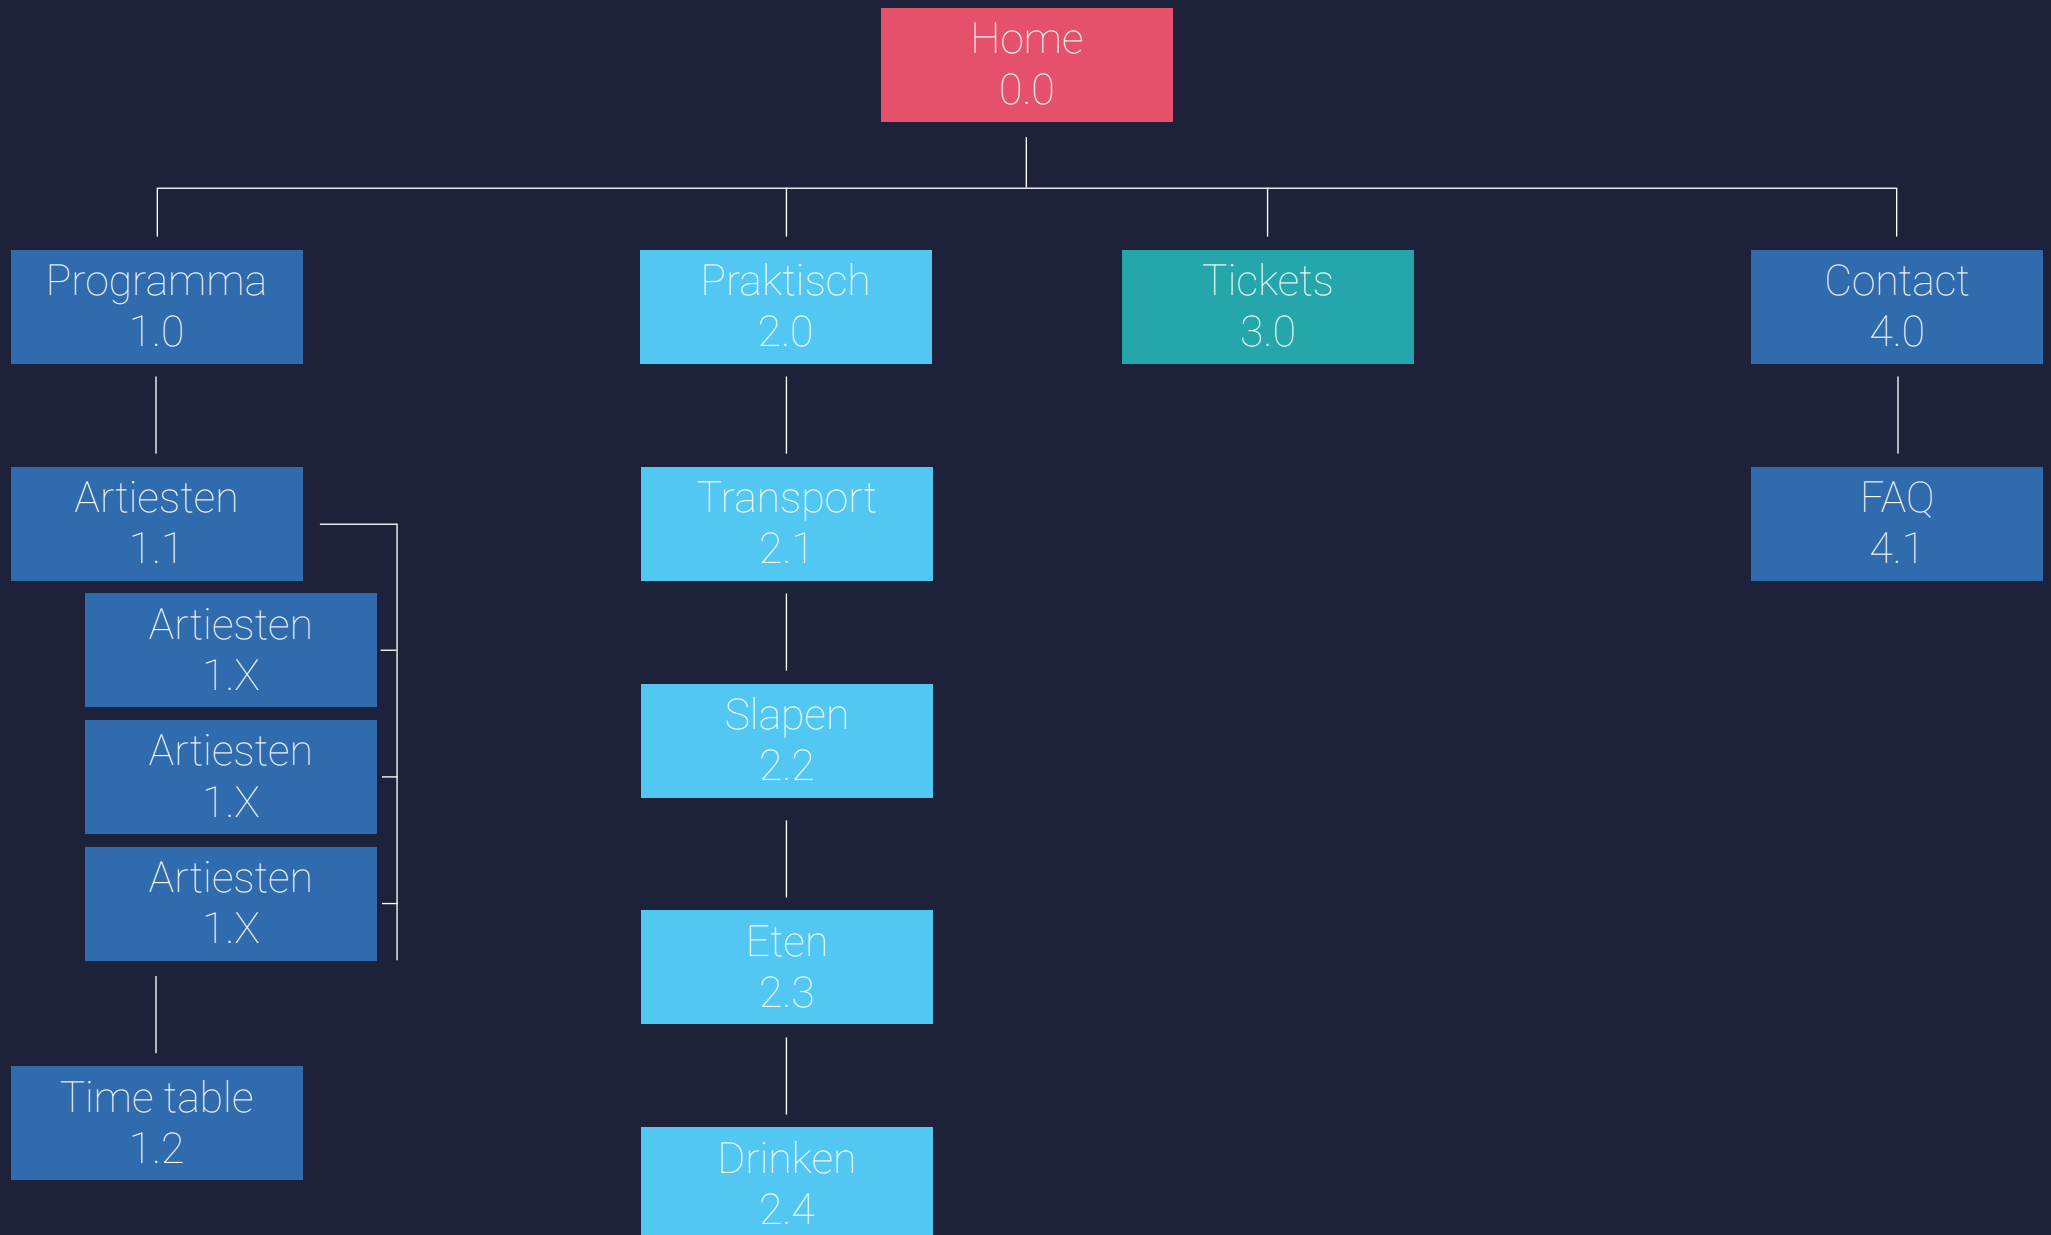 Home
0.0
Programma
1.0
Praktisch
2.0
Tickets
3.0
Contact
4.0
Artiesten
1.1
Artiesten
1.X
Artiesten
1.X
Artiesten
1.X
Time table
1.2
Transport
2.1
Slapen
2.2
Eten
2.3
Drinken
2.4
FAQ
4.1